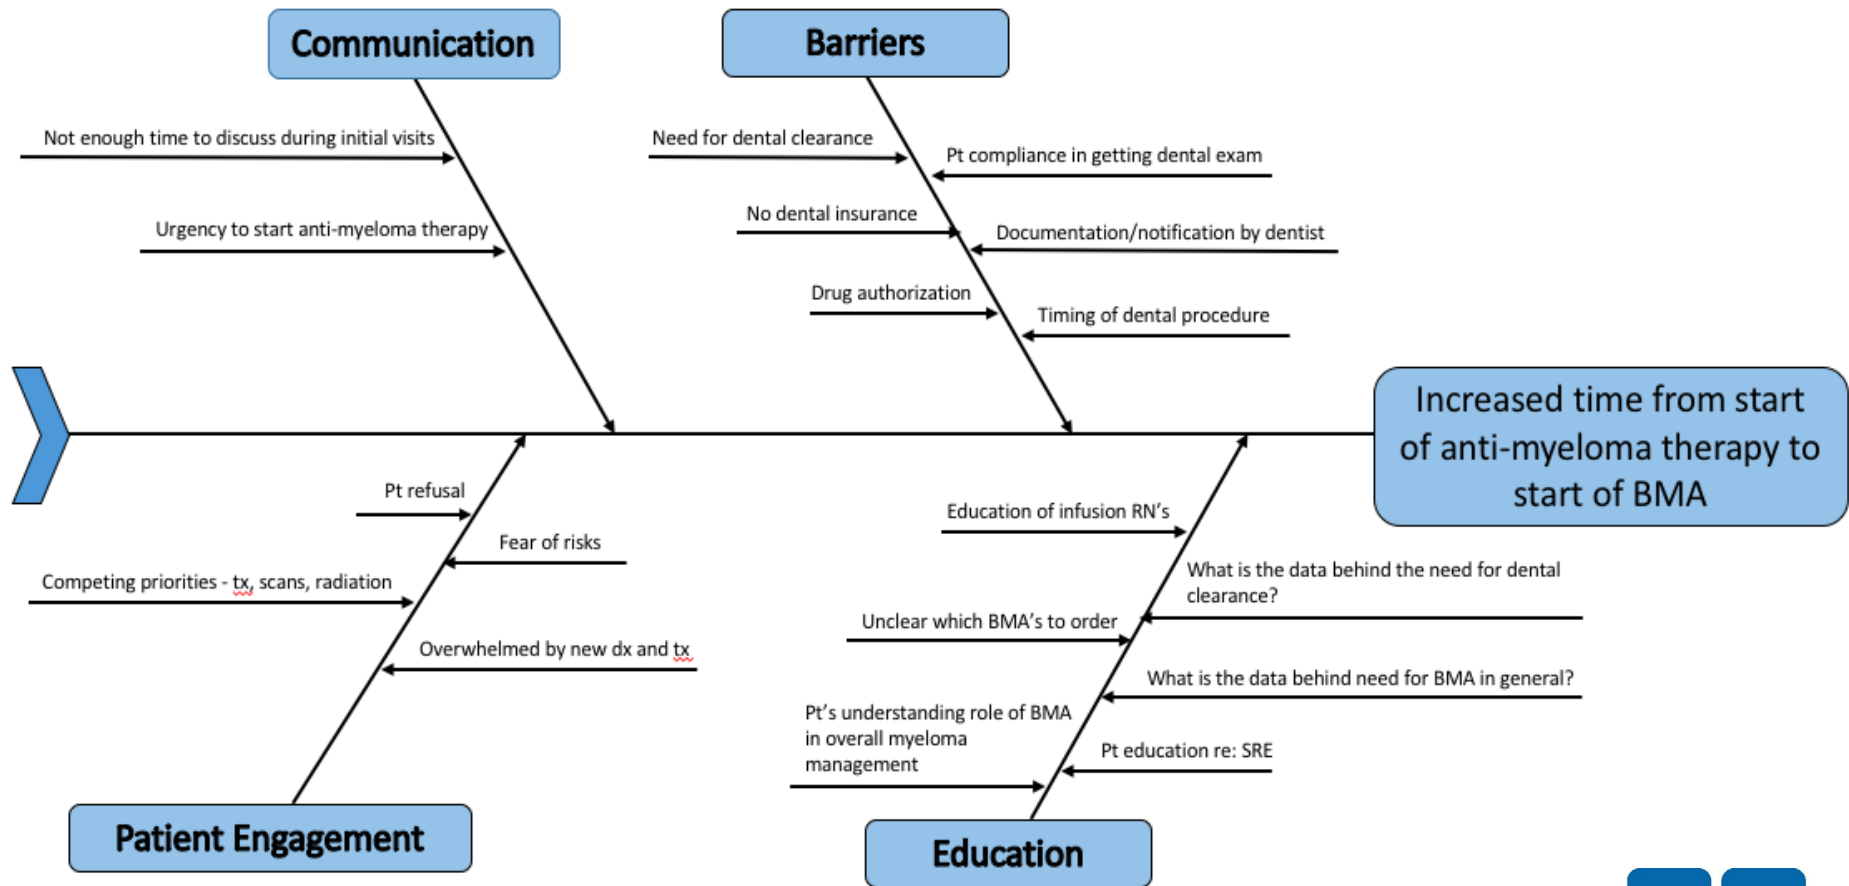 Communication
Barriers
Not enough time to discuss during initial visits
Urgency to start anti-myeloma therapy
Need for dental clearance
Pt compliance in getting dental exam
No dental insurance
Documentation/notification by dentist
Drug authorization
Timing of dental procedure
Increased time from start
of anti-myeloma therapy to
start of BMA
Pt refusal
Fear of risks
Competing priorities - tx, scans, radiation
Overwhelmed by new dx and tx
Education of infusion RN's
What is the data behind the need for dental
clearance?
Unclear which BMA's to order
What is the data behind need for BMA in general?
Pt's understanding role of BMA
in overall myeloma
management
Pt education re: SRE
Patient Engagement
Education